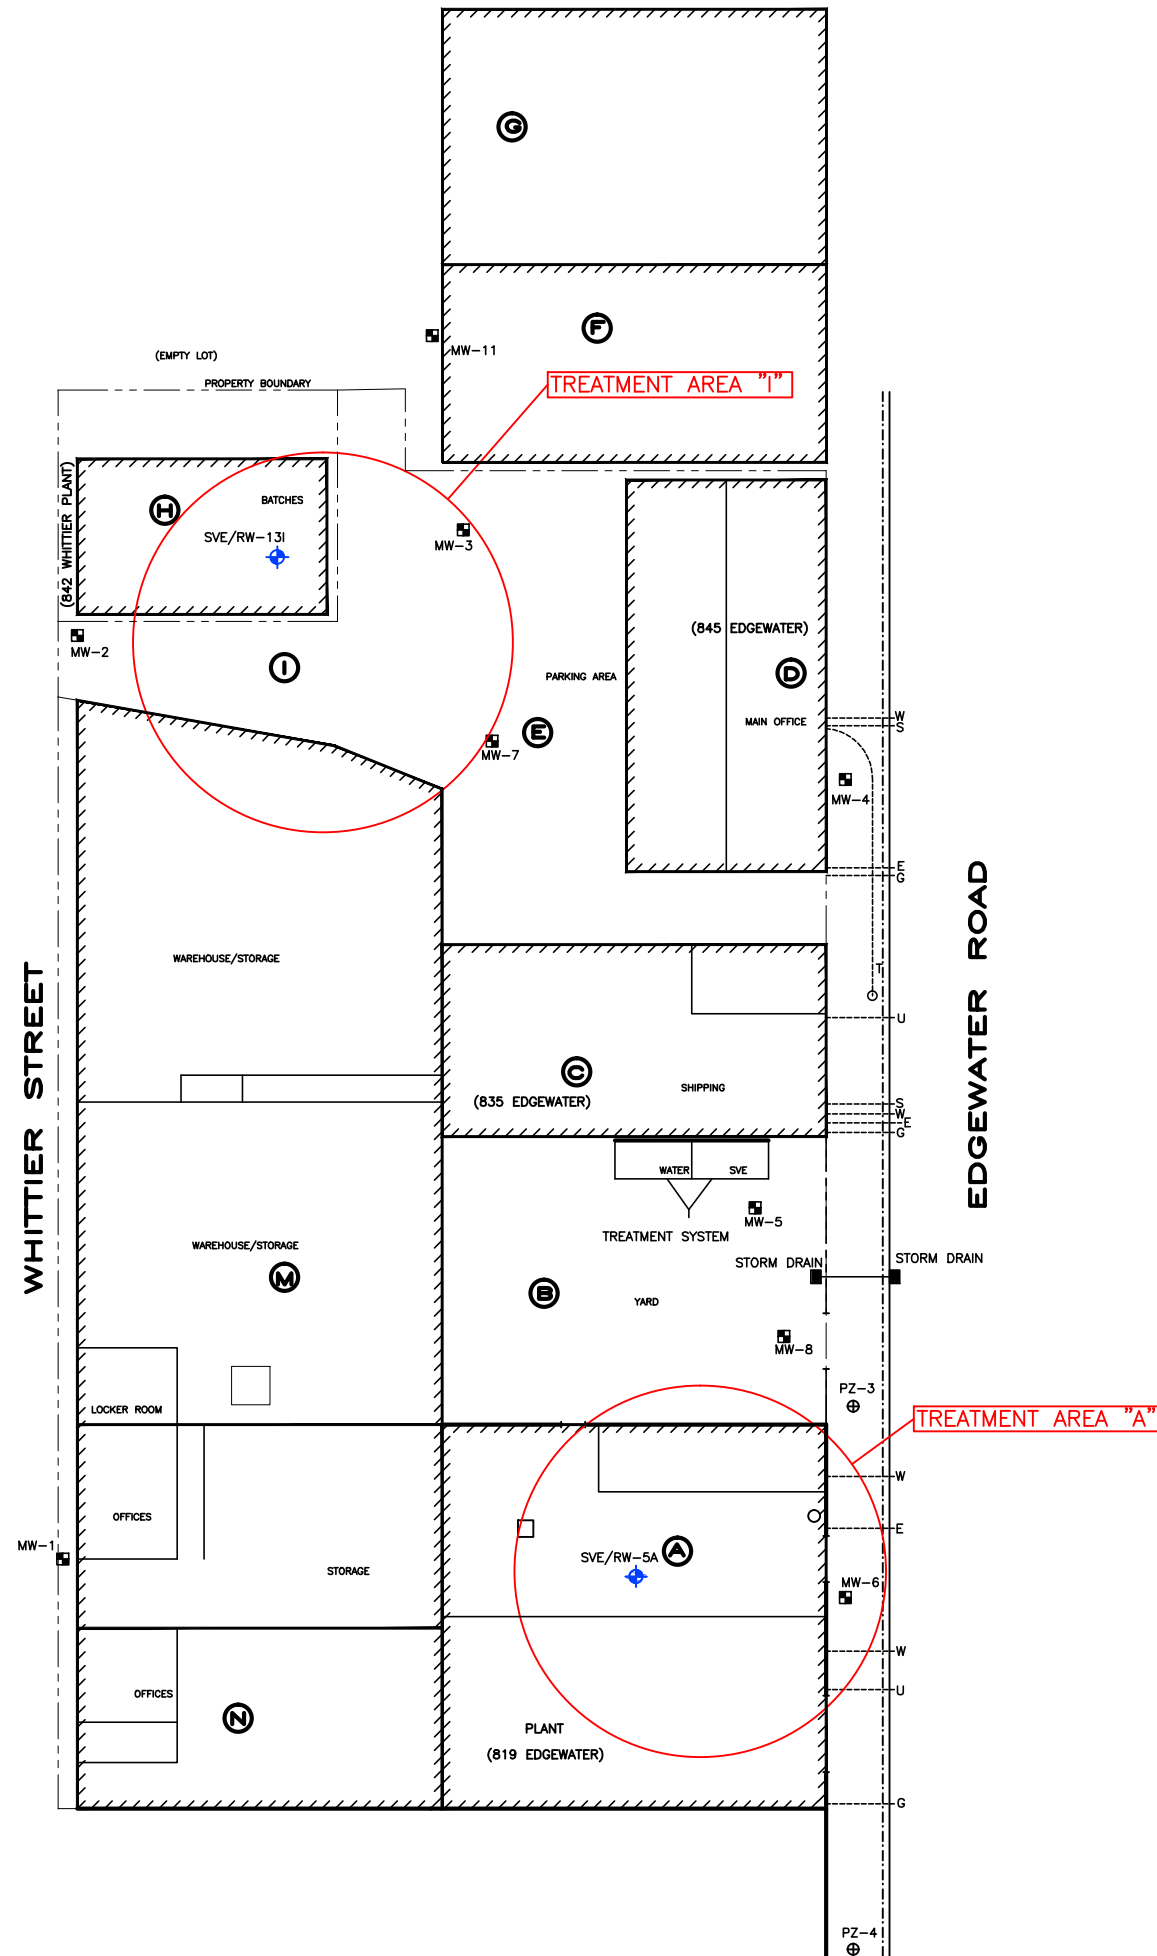 G
F
MW-11
(EMPTY LOT)
PROPERTY BOUNDARY
TREATMENT AREA "I"
(842 WHITTIER PLANT)
H
BATCHES
SVE/RW-13I
MW-3
MW-2
I
(845 EDGEWATER)
PARKING AREA
D
MAIN OFFICE
W
S
E
MW-7
MW-4
E
G
WAREHOUSE/STORAGE
T
U
C
(835 EDGEWATER)
SHIPPING
S
W
E
G
WHITTIER STREET
EDGEWATER ROAD
WATER
SVE
MW-5
TREATMENT SYSTEM
WAREHOUSE/STORAGE
STORM DRAIN
STORM DRAIN
M
B
YARD
MW-8
PZ-3
LOCKER ROOM
TREATMENT AREA "A"
W
OFFICES
E
MW-1
SVE/RW-5A
A
STORAGE
MW-6
W
OFFICES
U
N
PLANT
(819 EDGEWATER)
G
PZ-4